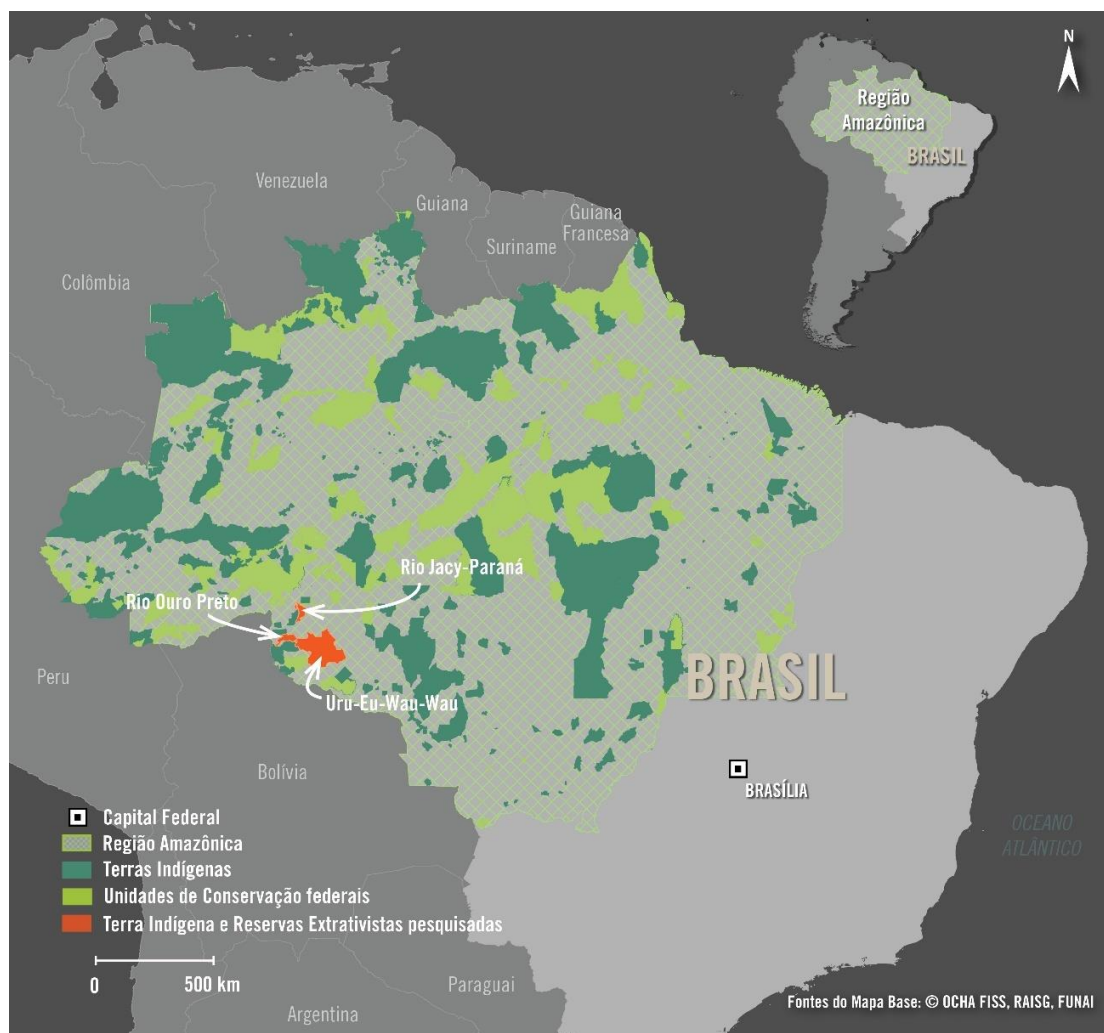 N
Região
Amazônica
BRASIL
Venezuela
Guiana
Suriname
Guiana
Francesa
Colômbia
Rio Jacy-Paraná
Rio Ouro Preto
Uru-Eu-Wau-Wau
Peru
BRASIL
Bolívia
BRASÍLIA
OCEANO
ATLÂNTICO
Capital Federal
Região Amazônica
Terras Indígenas
Unidades de Conservação federais
Terra Indígena e Reservas Extrativistas pesquisadas
0 500 km
Paraguai
Argentina
Fontes do Mapa Base: © OCHA FISS, RAISG, FUNAI